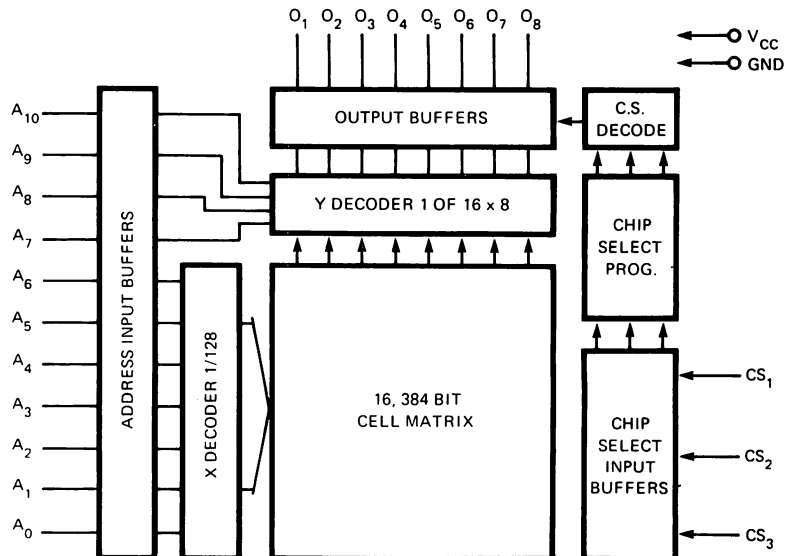 O1 O2 O3 O4 O5 O6 O7 O8
VCC
GND
A10
A9
A8
A7
A6
A5
A4
A3
A2
A1
A0
ADDRESS INPUT BUFFERS
X DECODER 1/128
OUTPUT BUFFERS
Y DECODER 1 OF 16 x 8
16, 384 BIT
CELL MATRIX
C.S.
DECODE
CHIP
SELECT
PROG.
CHIP
SELECT
INPUT
BUFFERS
CS1
CS2
CS3